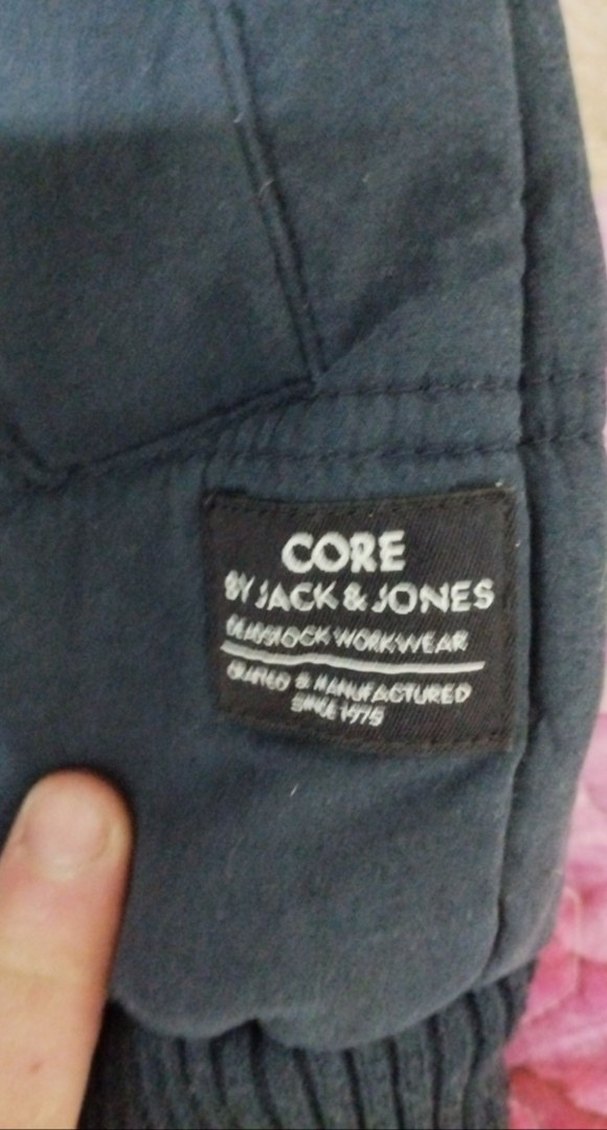 CORE
BY JACK & JONES
WORKWEAR
CRAFTED & MANUFACTURED
SINCE 1975